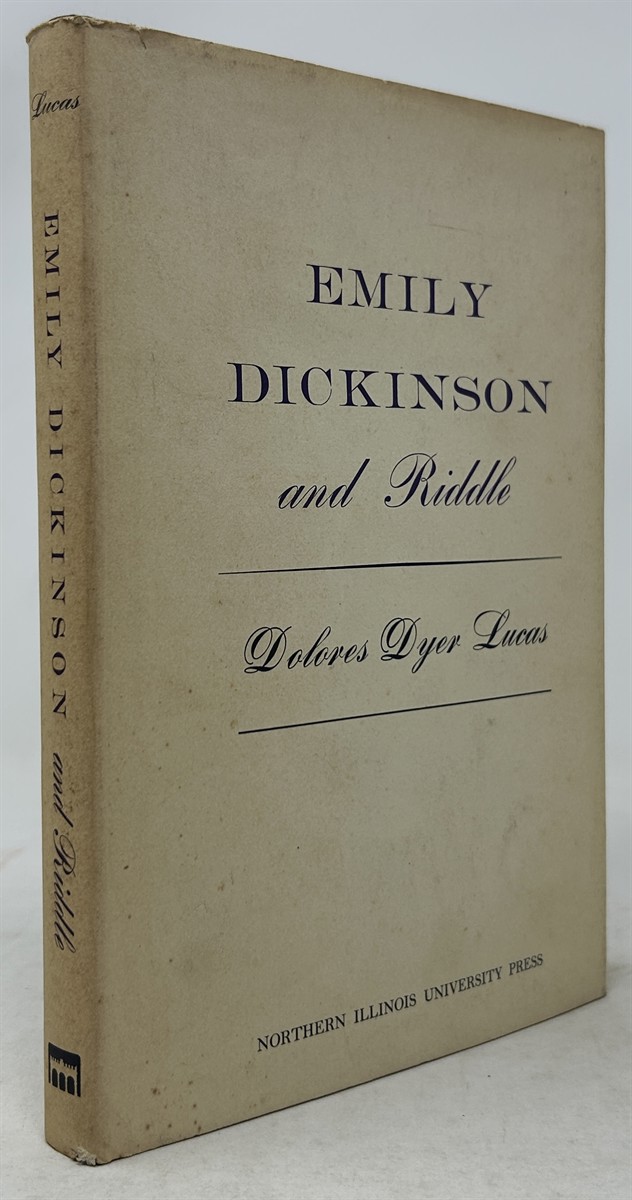 Lucas
EMILY DICKINSON and Riddle
EMILY
DICKINSON
and Riddle
Dolores Dyer Lucas
NORTHERN ILLINOIS UNIVERSITY PRESS